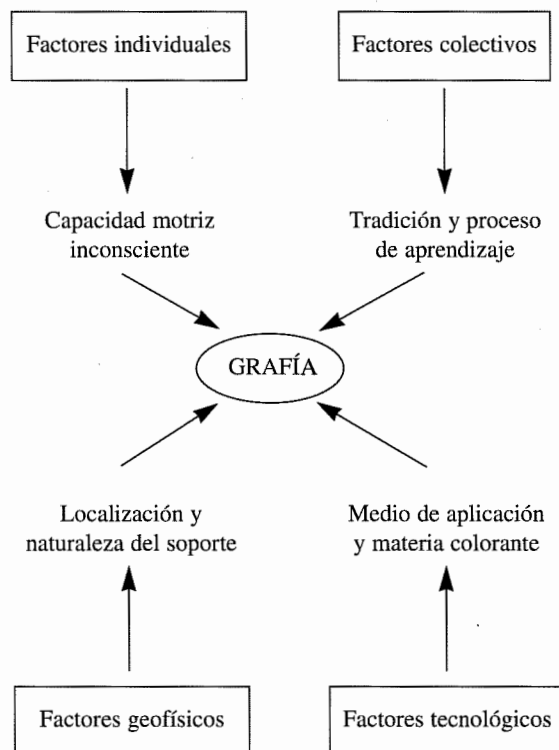 Factores individuales
Factores colectivos
Capacidad motriz
inconsciente
Tradición y proceso
de aprendizaje
GRAFÍA
Localización y
naturaleza del soporte
Medio de aplicación
y materia colorante
Factores geofísicos
Factores tecnológicos